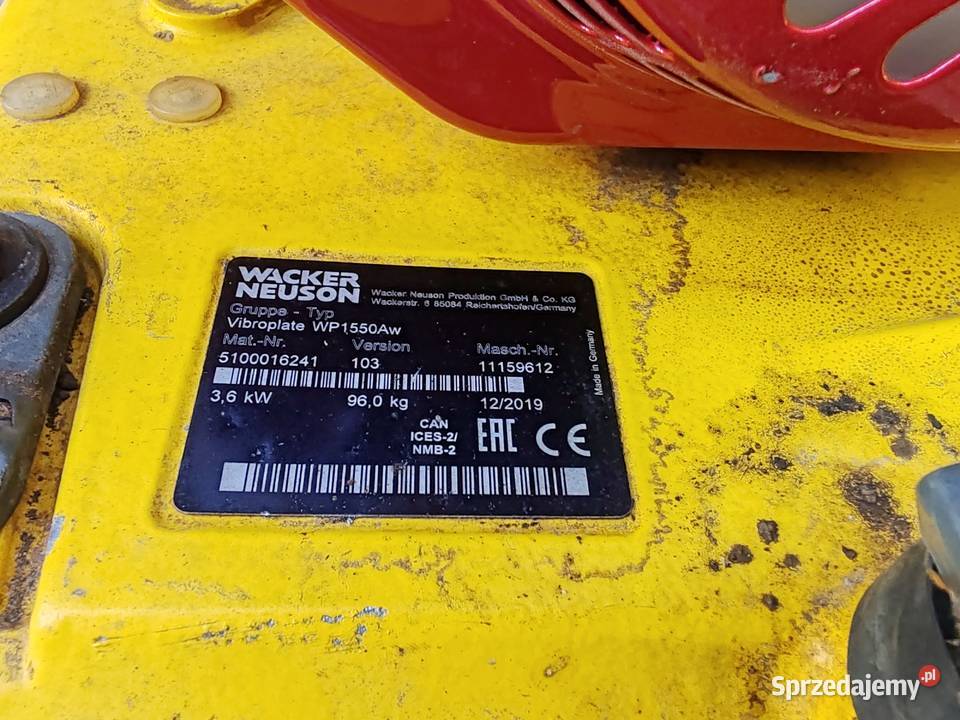 WACKER
NEUSON
Wacker Neuson Produktion GmbH & Co. KG
Wackerstr. 6 85084 Reichertshofen/Germany
Gruppe - Typ
Vibroplate WP1550Aw
Mat.-Nr. Version Masch.-Nr.
5100016241 103 11159612
3,6 kW 96,0 kg 12/2019
CAN
ICES-2/
NMB-2
EAC CE
Made in Germany
Sprzedajemy.pl